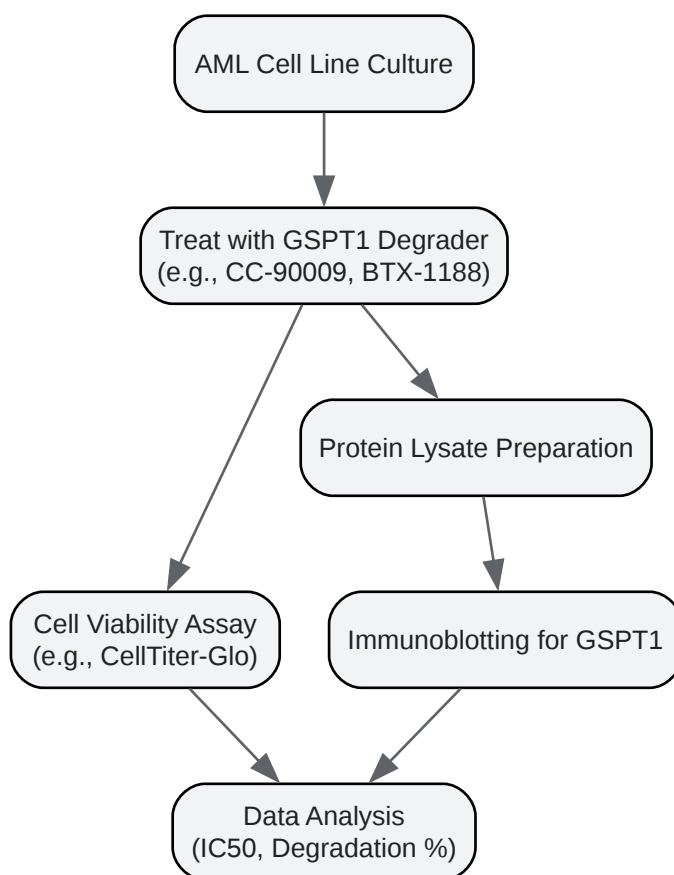 AML Cell Line Culture
Treat with GSPT1 Degrader
(e.g., CC-90009, BTX-1188)
Protein Lysate Preparation
Cell Viability Assay
(e.g., CellTiter-Glo)
Immunoblotting for GSPT1
Data Analysis
(IC50, Degradation %)